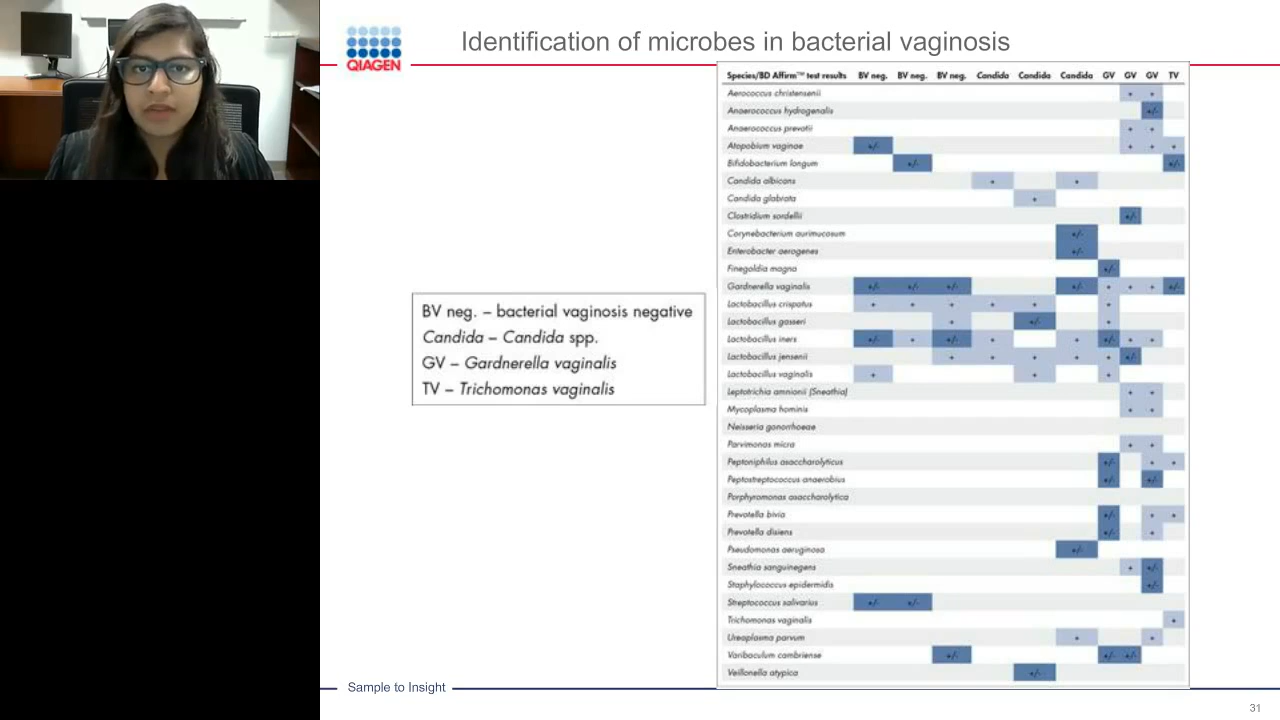 QIAGEN
Identification of microbes in bacterial vaginosis
Species/BD Affirm™ test results BV neg. BV neg. BV neg. Candida Candida Candida GV GV GV TV
Aerococcus christensenii + +
Anaerococcus hydrogenalis +/-
Anaerococcus prevotii + +
Atopobium vaginae +/- + + +
Bifidobacterium longum +/- +/-
Candida albicans + +
Candida glabrata +
Clostridium sordellii +/-
Corynebacterium aurimucosum +/-
Enterobacter aerogenes +/-
Finegoldia magna +/-
Gardnerella vaginalis +/- +/- +/- +/- + + + +/-
Lactobacillus crispatus + + + + + +
Lactobacillus gasseri + +/- +
Lactobacillus iners +/- + +/- + + +/- + +
Lactobacillus jensenii + + + + + +/-
Lactobacillus vaginalis + + +
Leptotrichia amnionii (Sneathia) + +
Mycoplasma hominis + +
Neisseria gonorrhoeae
Parvimonas micra + +
Peptoniphilus asaccharolyticus +/- + +
Peptostreptococcus anaerobius +/- +/-
Porphyromonas asaccharolytica
Prevotella bivia +/- + +
Prevotella disiens +/- +
Pseudomonas aeruginosa +/-
Sneathia sanguinegens + +/-
Staphylococcus epidermidis +/-
Streptococcus salivarius +/- +/-
Trichomonas vaginalis +
Ureaplasma parvum + +
Varibaculum cambriense +/- +/- +/-
Veillonella atypica +/-
BV neg. – bacterial vaginosis negative
Candida – Candida spp.
GV – Gardnerella vaginalis
TV – Trichomonas vaginalis
Sample to Insight
31